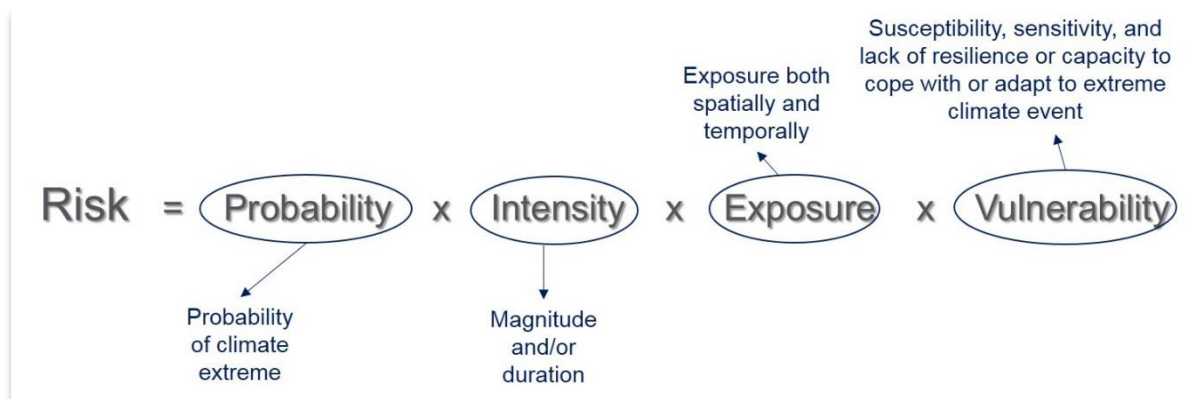 Susceptibility, sensitivity, and
lack of resilience or capacity to
cope with or adapt to extreme
climate event
Exposure both
spatially and
temporally
Risk = Probability x Intensity x Exposure x Vulnerability
Probability
of climate
extreme
Magnitude
and/or
duration